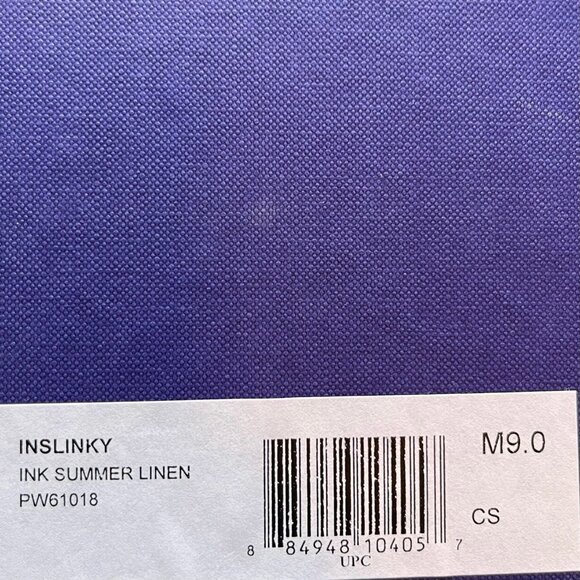 INSLINKY
INK SUMMER LINEN
PW61018
M9.0
CS
8 84948 10405 7
UPC